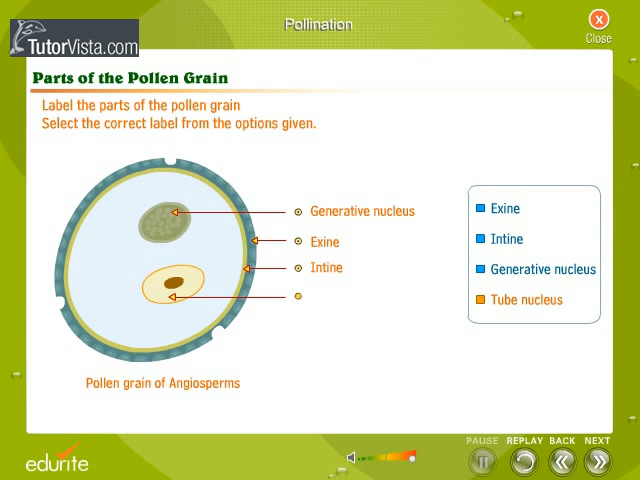 Pollination
Close
TutorVista.com
Parts of the Pollen Grain
Label the parts of the pollen grain
Select the correct label from the options given.
Generative nucleus
Exine
Intine
Exine
Intine
Generative nucleus
Tube nucleus
Pollen grain of Angiosperms
PAUSE REPLAY BACK NEXT
edurite